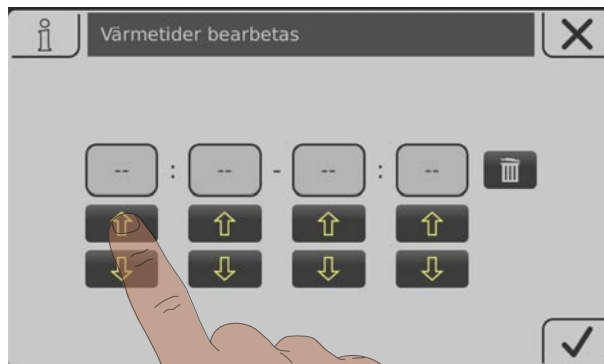 Värmetider bearbetas
-- : -- - -- : --